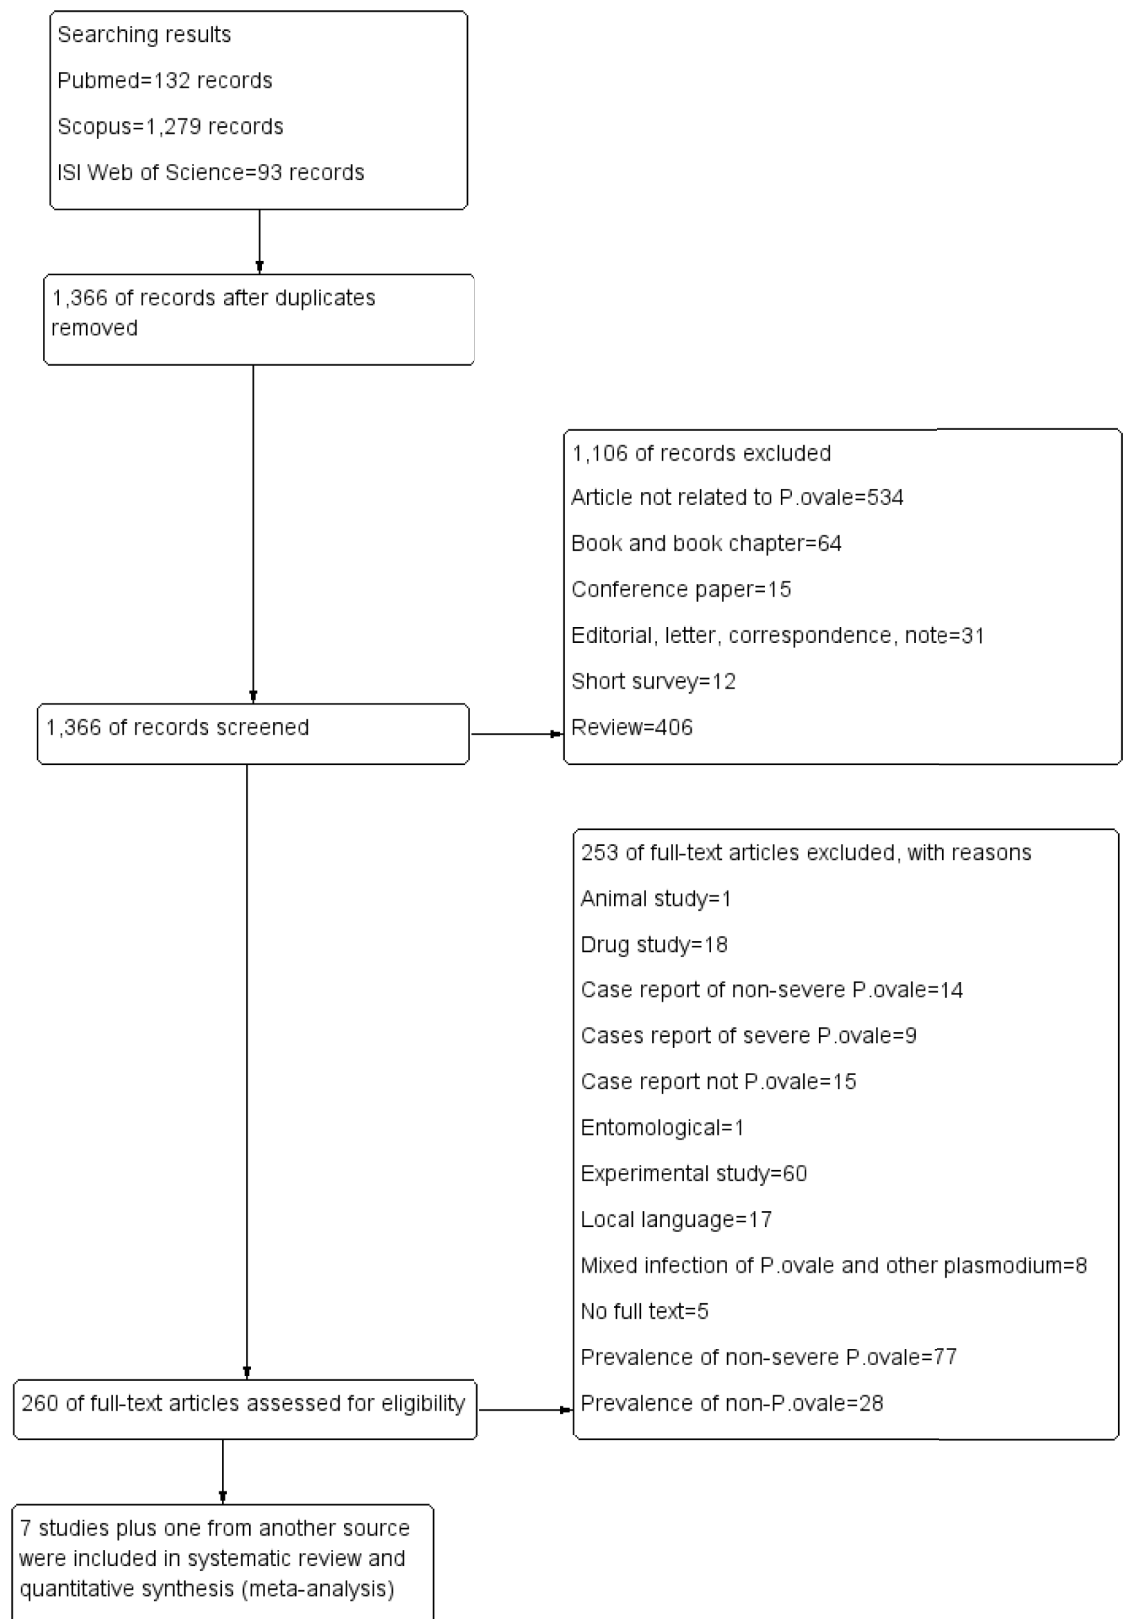 Searching results
Pubmed=132 records
Scopus=1,279 records
ISI Web of Science=93 records
1,366 of records after duplicates
removed
1,106 of records excluded
Article not related to P.ovale=534
Book and book chapter=64
Conference paper=15
Editorial, letter, correspondence, note=31
Short survey=12
Review=406
1,366 of records screened
253 of full-text articles excluded, with reasons
Animal study=1
Drug study=18
Case report of non-severe P.ovale=14
Cases report of severe P.ovale=9
Case report not P.ovale=15
Entomological=1
Experimental study=60
Local language=17
Mixed infection of P.ovale and other plasmodium=8
No full text=5
Prevalence of non-severe P.ovale=77
Prevalence of non-P.ovale=28
260 of full-text articles assessed for eligibility
7 studies plus one from another source
were included in systematic review and
quantitative synthesis (meta-analysis)